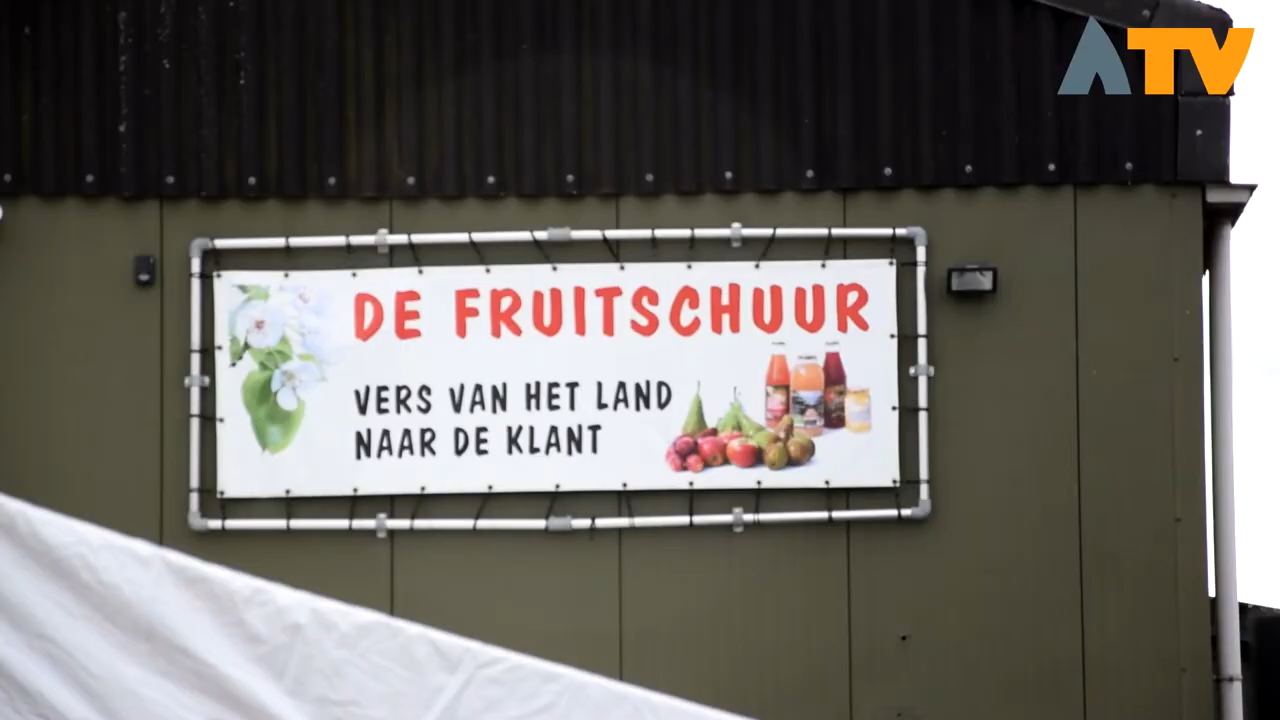 ATV
DE FRUITSCHUUR
VERS VAN HET LAND
NAAR DE KLANT